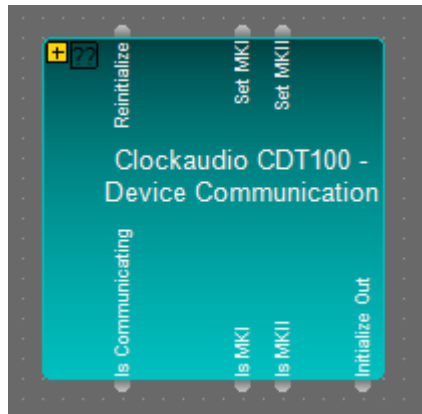 + ??
Reinitialize
Set MKI
Set MKII
Clockaudio CDT100 -
Device Communication
Is Communicating
Is MKI
Is MKII
Initialize Out